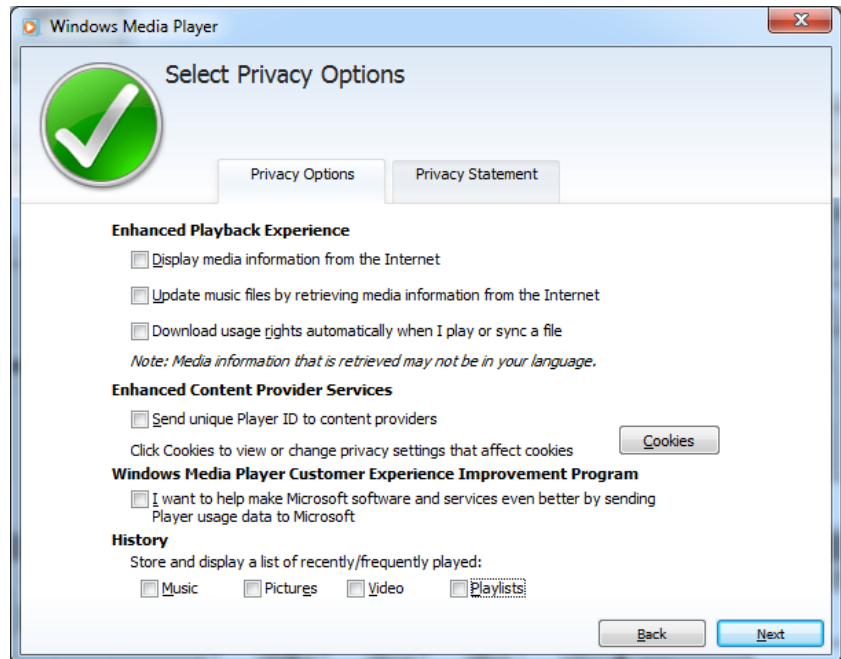 Windows Media Player
Select Privacy Options
Privacy Options
Privacy Statement
Enhanced Playback Experience
Display media information from the Internet
Update music files by retrieving media information from the Internet
Download usage rights automatically when I play or sync a file
Note: Media information that is retrieved may not be in your language.
Enhanced Content Provider Services
Send unique Player ID to content providers
Click Cookies to view or change privacy settings that affect cookies
Cookies
Windows Media Player Customer Experience Improvement Program
I want to help make Microsoft software and services even better by sending
Player usage data to Microsoft
History
Store and display a list of recently/frequently played:
Music
Pictures
Video
Playlists
Back
Next